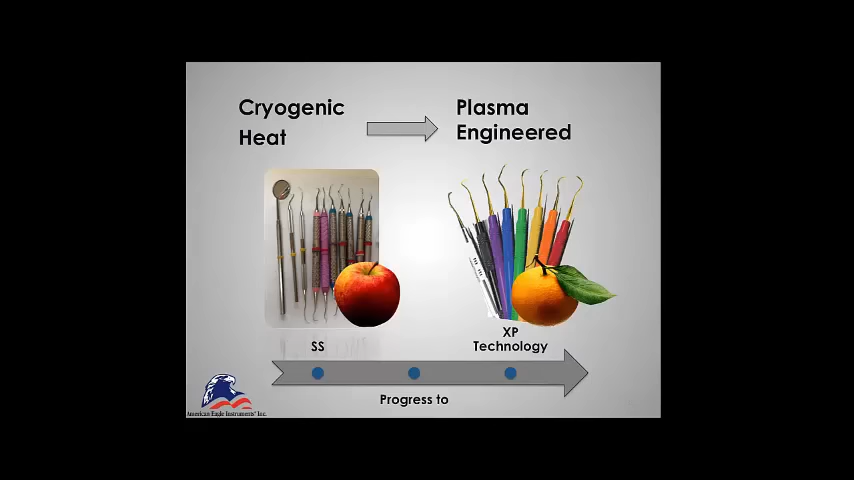 Cryogenic
Heat
Plasma
Engineered
SS
XP
Technology
Progress to
American Eagle Instruments® Inc.